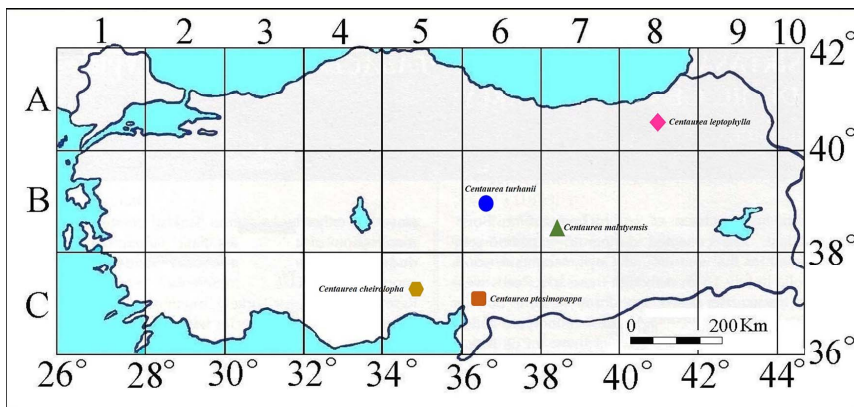 1 2 3 4 5 6 7 8 9 10
42°
A
Centaurea leptophylla
40°
Centaurea turhanii
B
Centaurea malatyensis
38°
Centaurea cheirolopha
Centaurea ptosimopappa
C
0 200 Km
36°
26° 28° 30° 32° 34° 36° 38° 40° 42° 44°